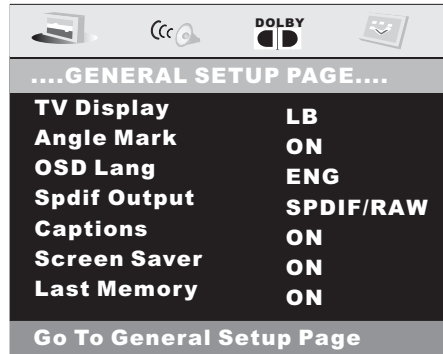 DOLBY
....GENERAL SETUP PAGE....
TV Display LB
Angle Mark ON
OSD Lang ENG
Spdif Output SPDIF/RAW
Captions ON
Screen Saver ON
Last Memory ON
Go To General Setup Page